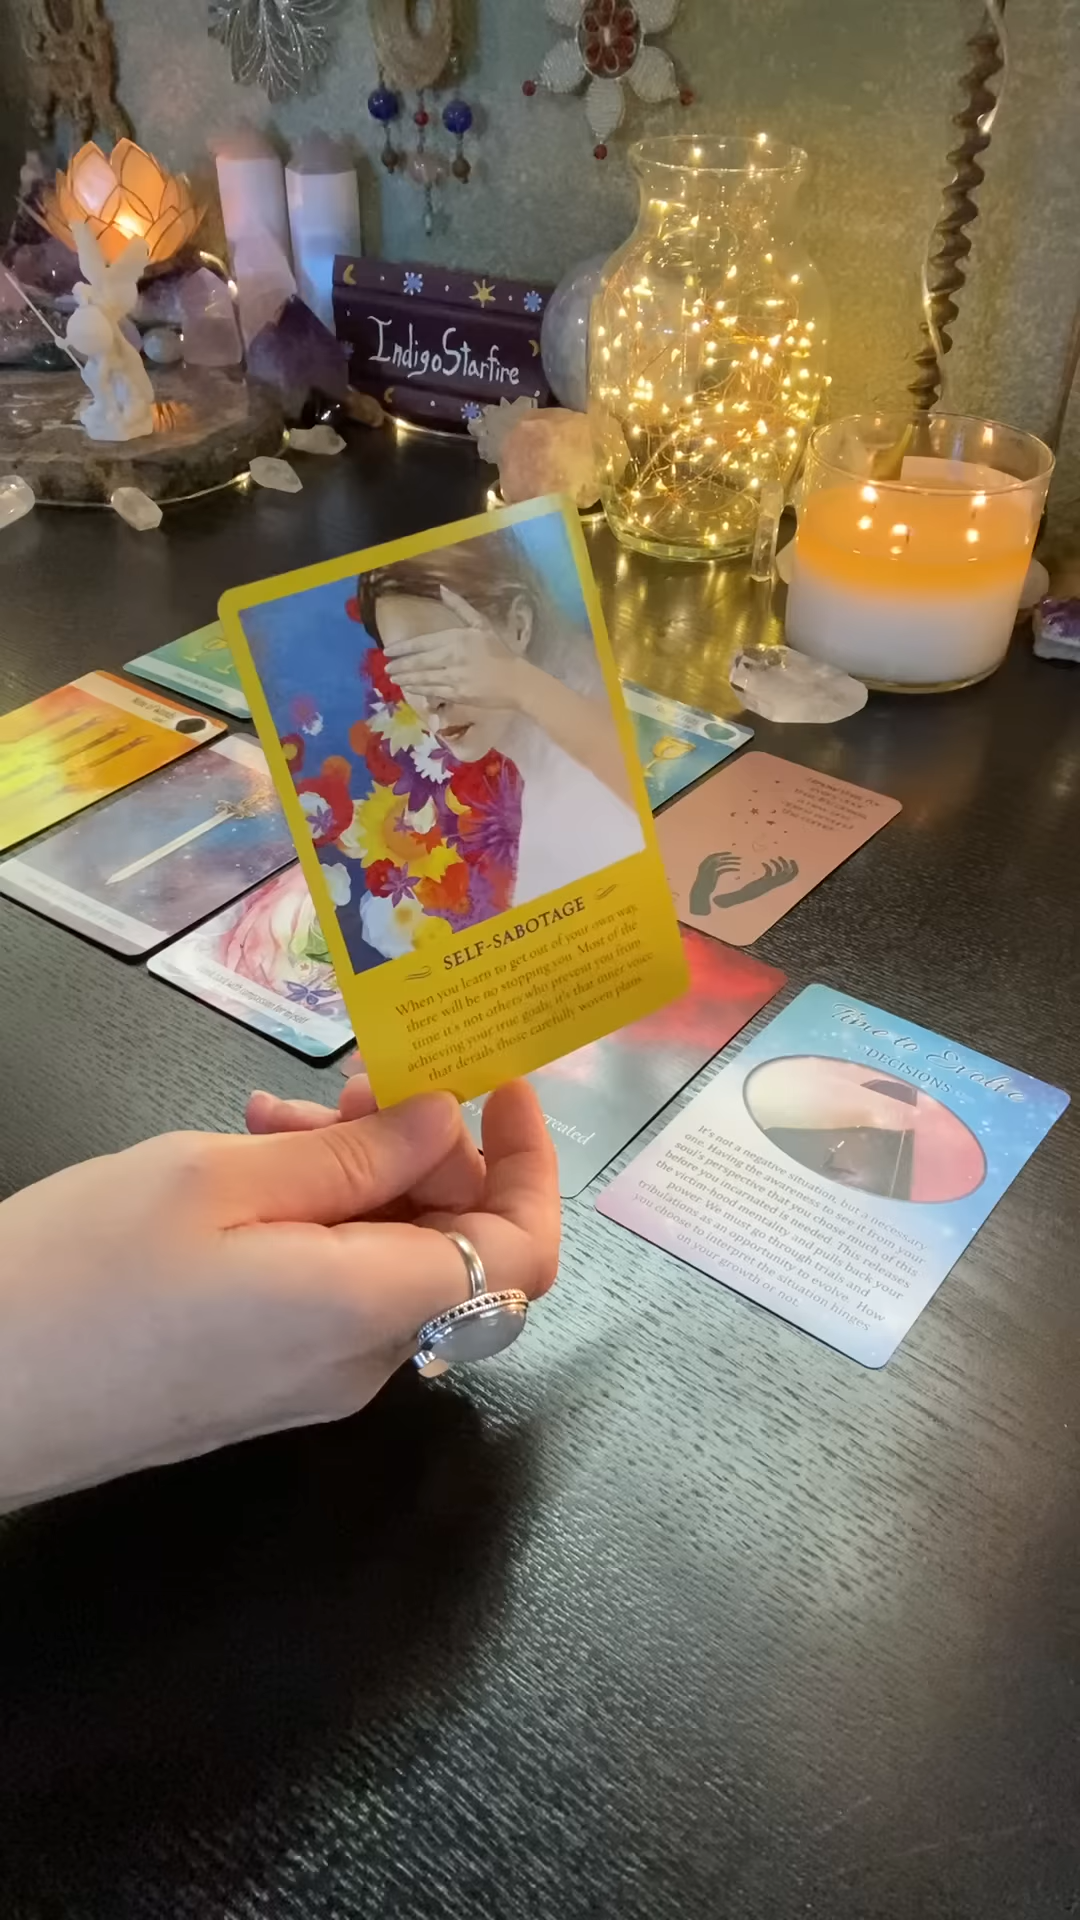 IndigoStarfire
SELF-SABOTAGE
When you learn to get out of your own way,
there will be no stopping you. Most of the
time it's not others who prevent you from
achieving your true goals, it's that inner voice
that derails those carefully woven plans.
created
Time to Evolve
DECISIONS
It's not a negative situation, but a necessary
one. Having the awareness to see it from your
soul's perspective that you chose much of this
before you incarnated is needed. This releases
the victim-hood mentality and pulls back your
power. We must go through trials and
tribulations as an opportunity to evolve. How
you choose to interpret the situation hinges
on your growth or not.